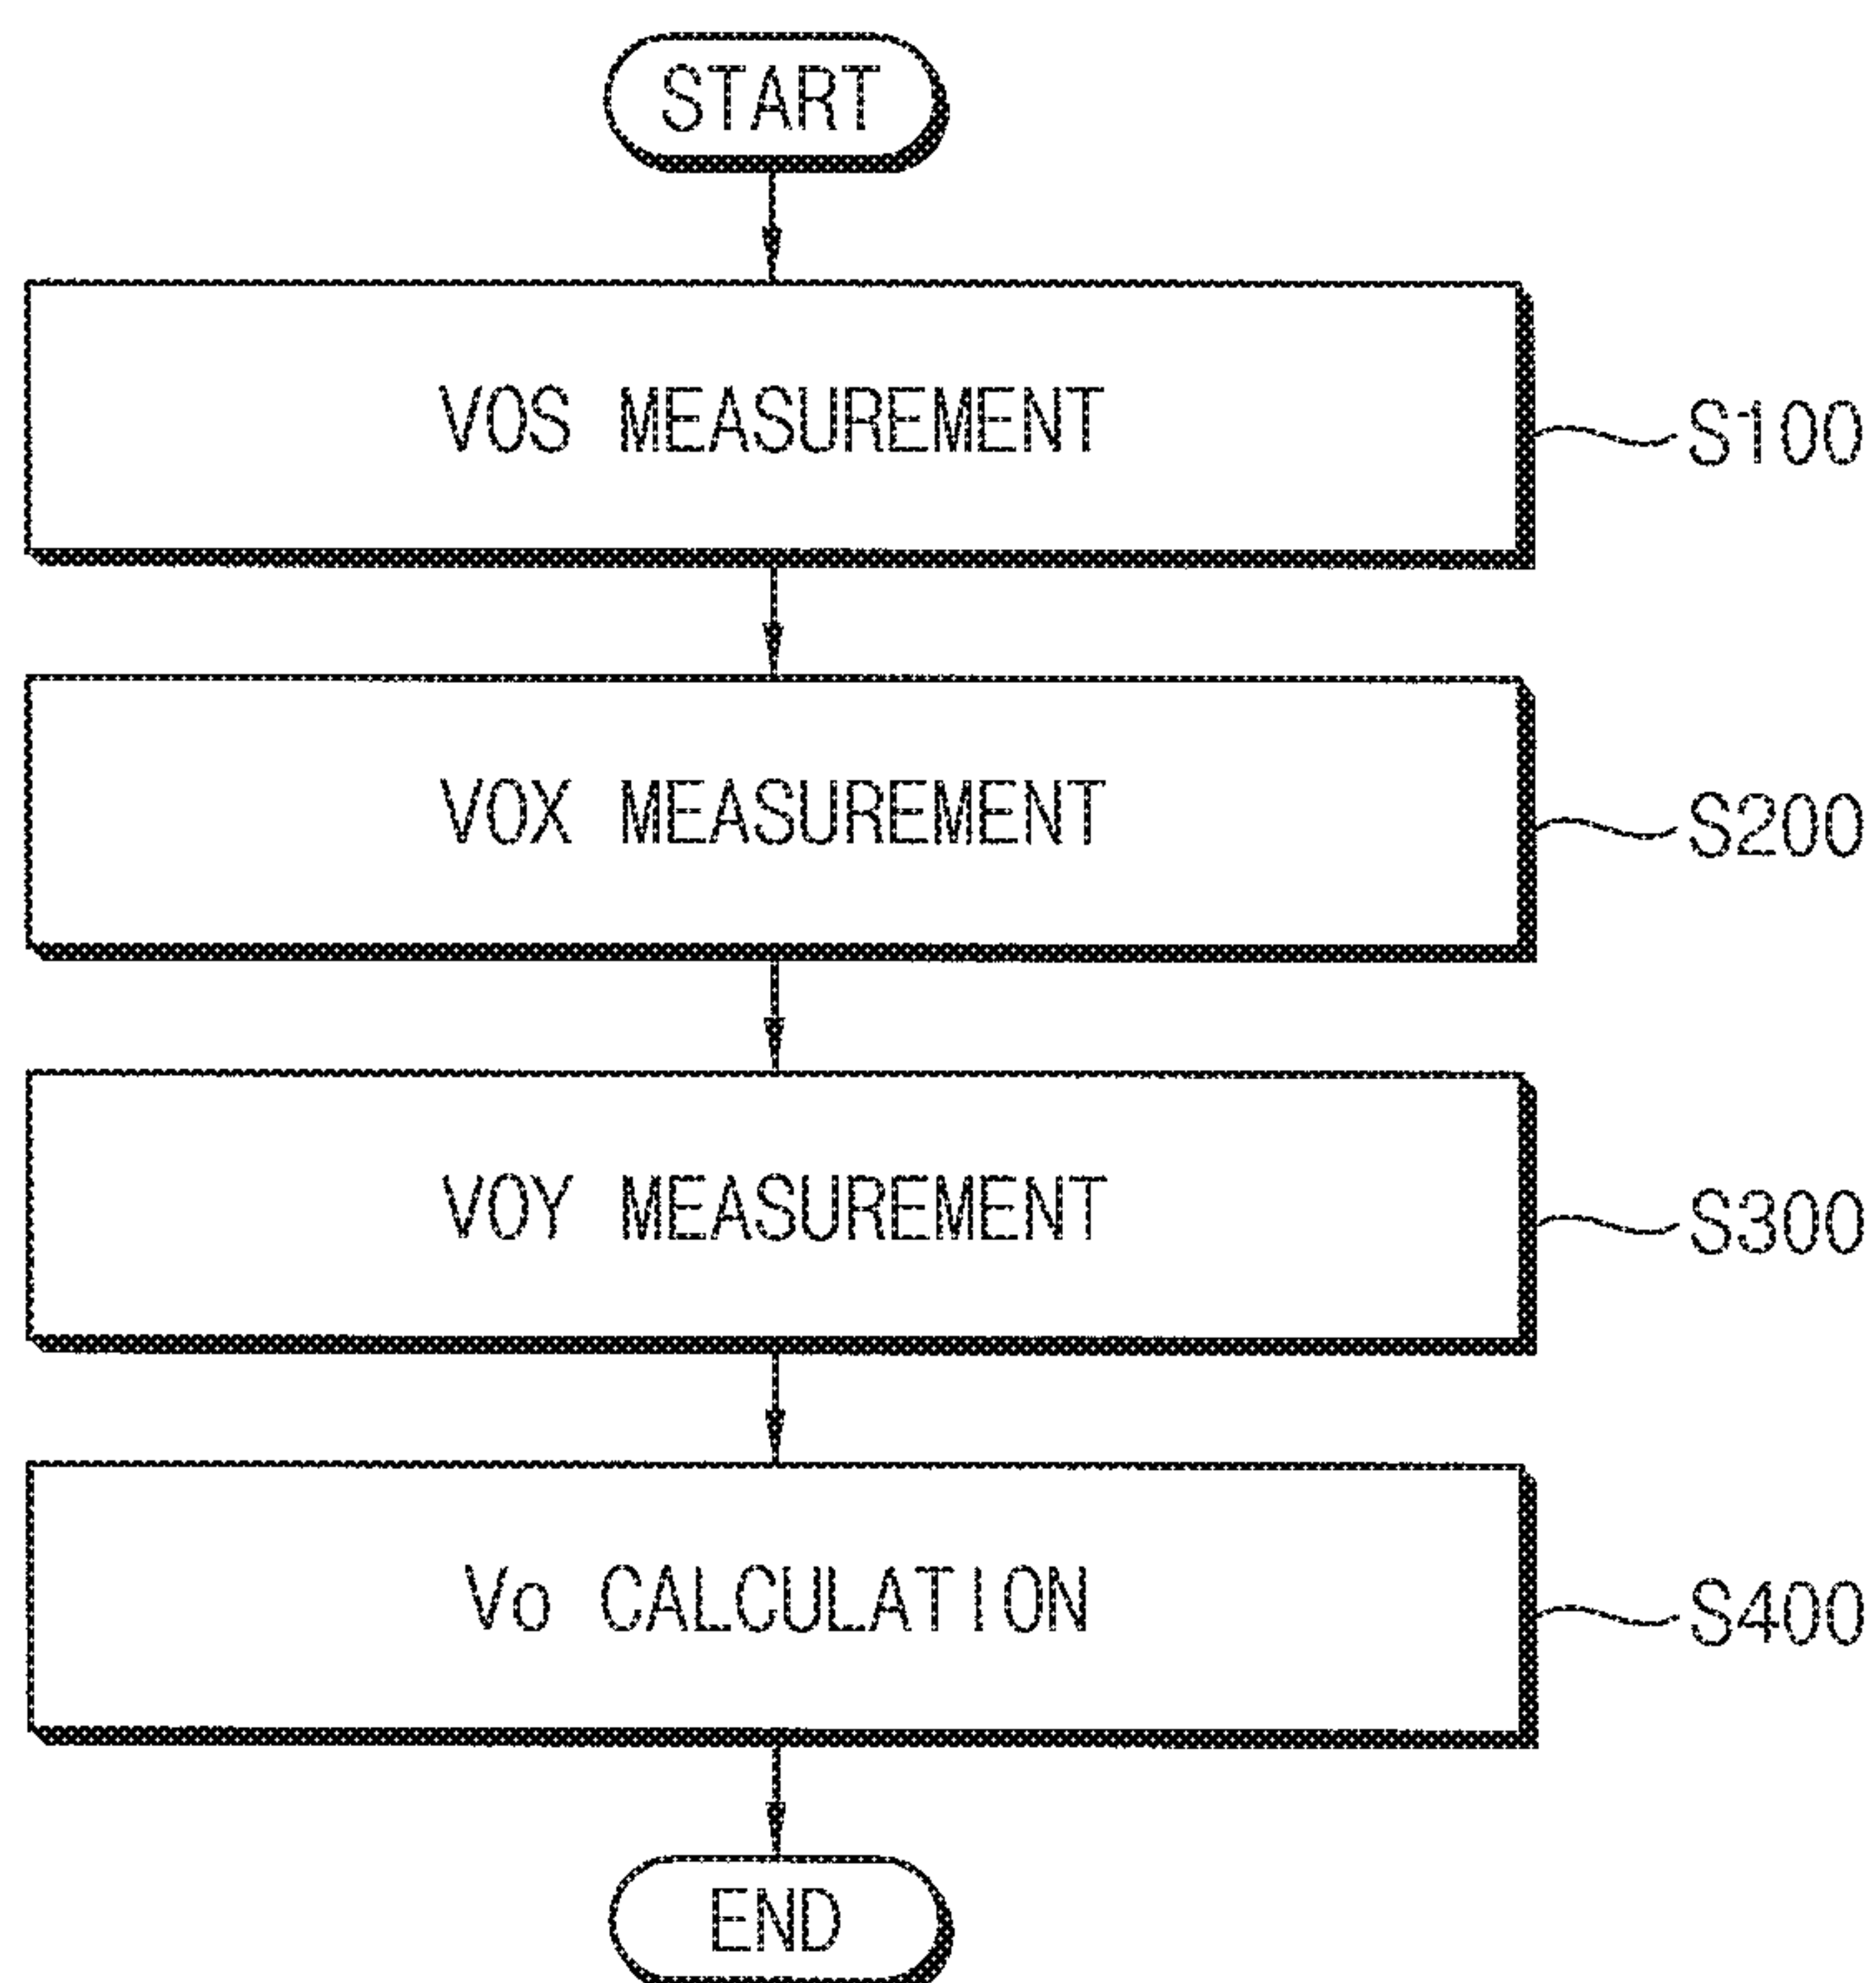 START
VOS MEASUREMENT
S100
VOX MEASUREMENT
S200
VOY MEASUREMENT
S300
Vo CALCULATION
S400
END